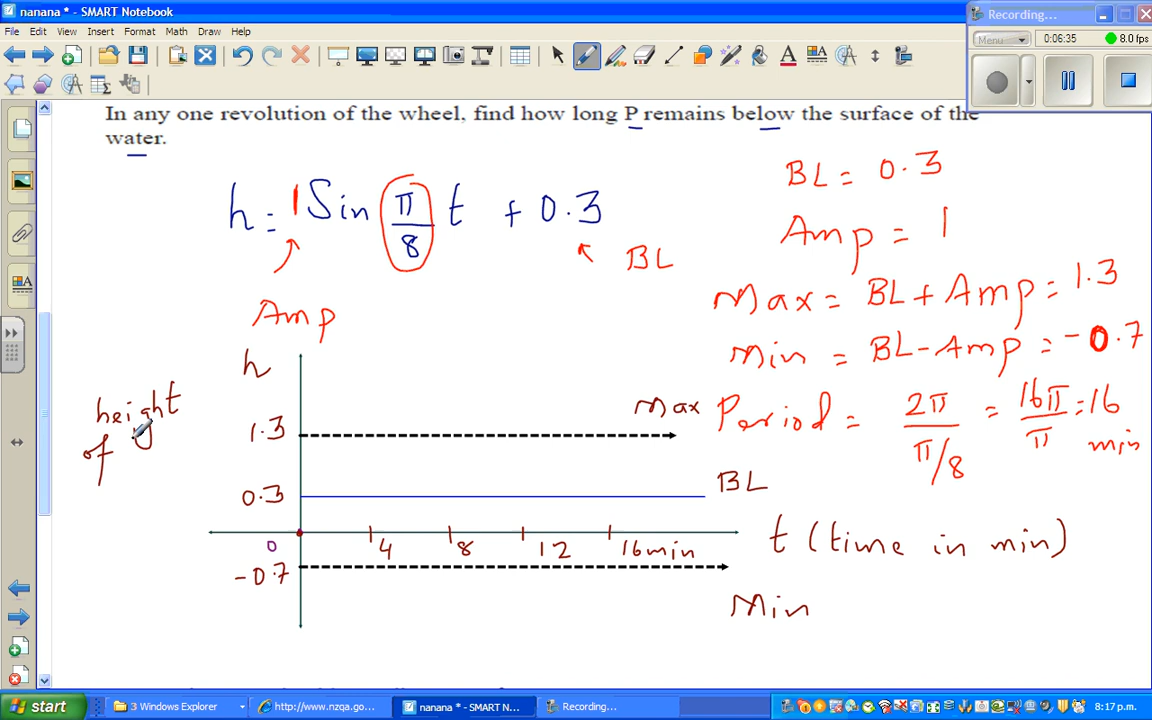 nanana * - SMART Notebook
Recording...
File Edit View Insert Format Math Draw Help
Menu
0:06:35
8.0 fps
In any one revolution of the wheel, find how long P remains below the surface of the
water.
h = 1 Sin π/8 t + 0.3
BL
Amp
BL = 0.3
Amp = 1
Max = BL + Amp = 1.3
Min = BL - Amp = -0.7
Period = 2π / π/8 = 16π/π = 16
min
h
height
of
1.3
Max
0.3
BL
0 4 8 12 16min
t (time in min)
-0.7
Min
start
3 Windows Explorer
http://www.nzqa.go...
nanana * - SMART N...
Recording...
8:17 p.m.